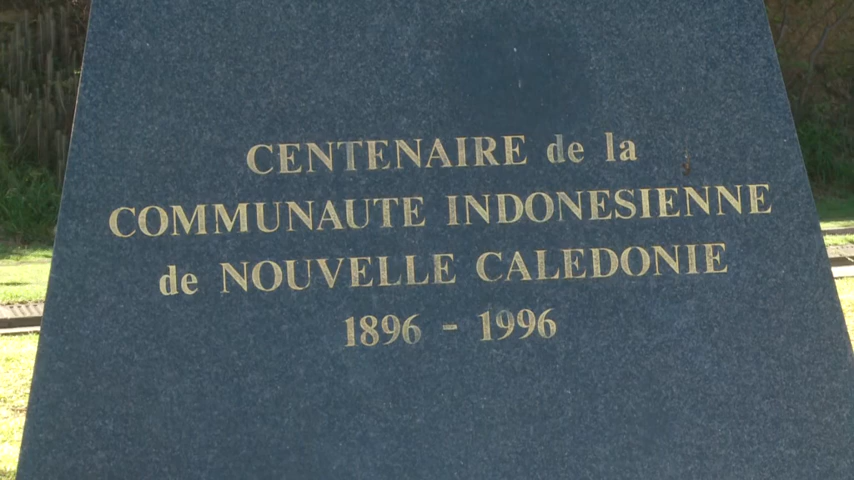 CENTENAIRE de la
COMMUNAUTE INDONESIENNE
de NOUVELLE CALEDONIE
1896 - 1996